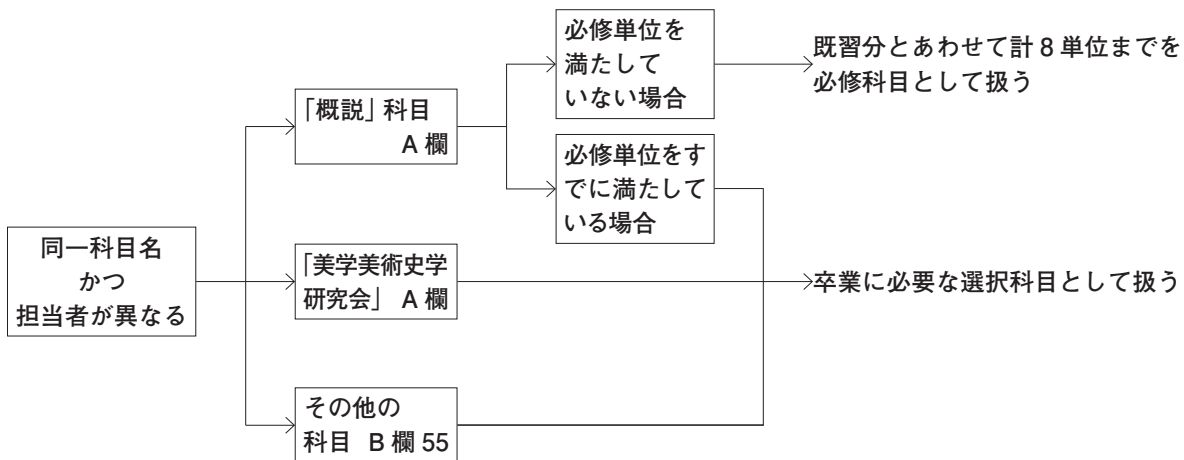 同一科目名
かつ
担当者が異なる
「概説」科目
A 欄
必修単位を
満たして
いない場合
既習分とあわせて計 8 単位までを
必修科目として扱う
必修単位をす
でに満たして
いる場合
「美学美術史学
研究会」 A 欄
卒業に必要な選択科目として扱う
その他の
科目 B 欄 55